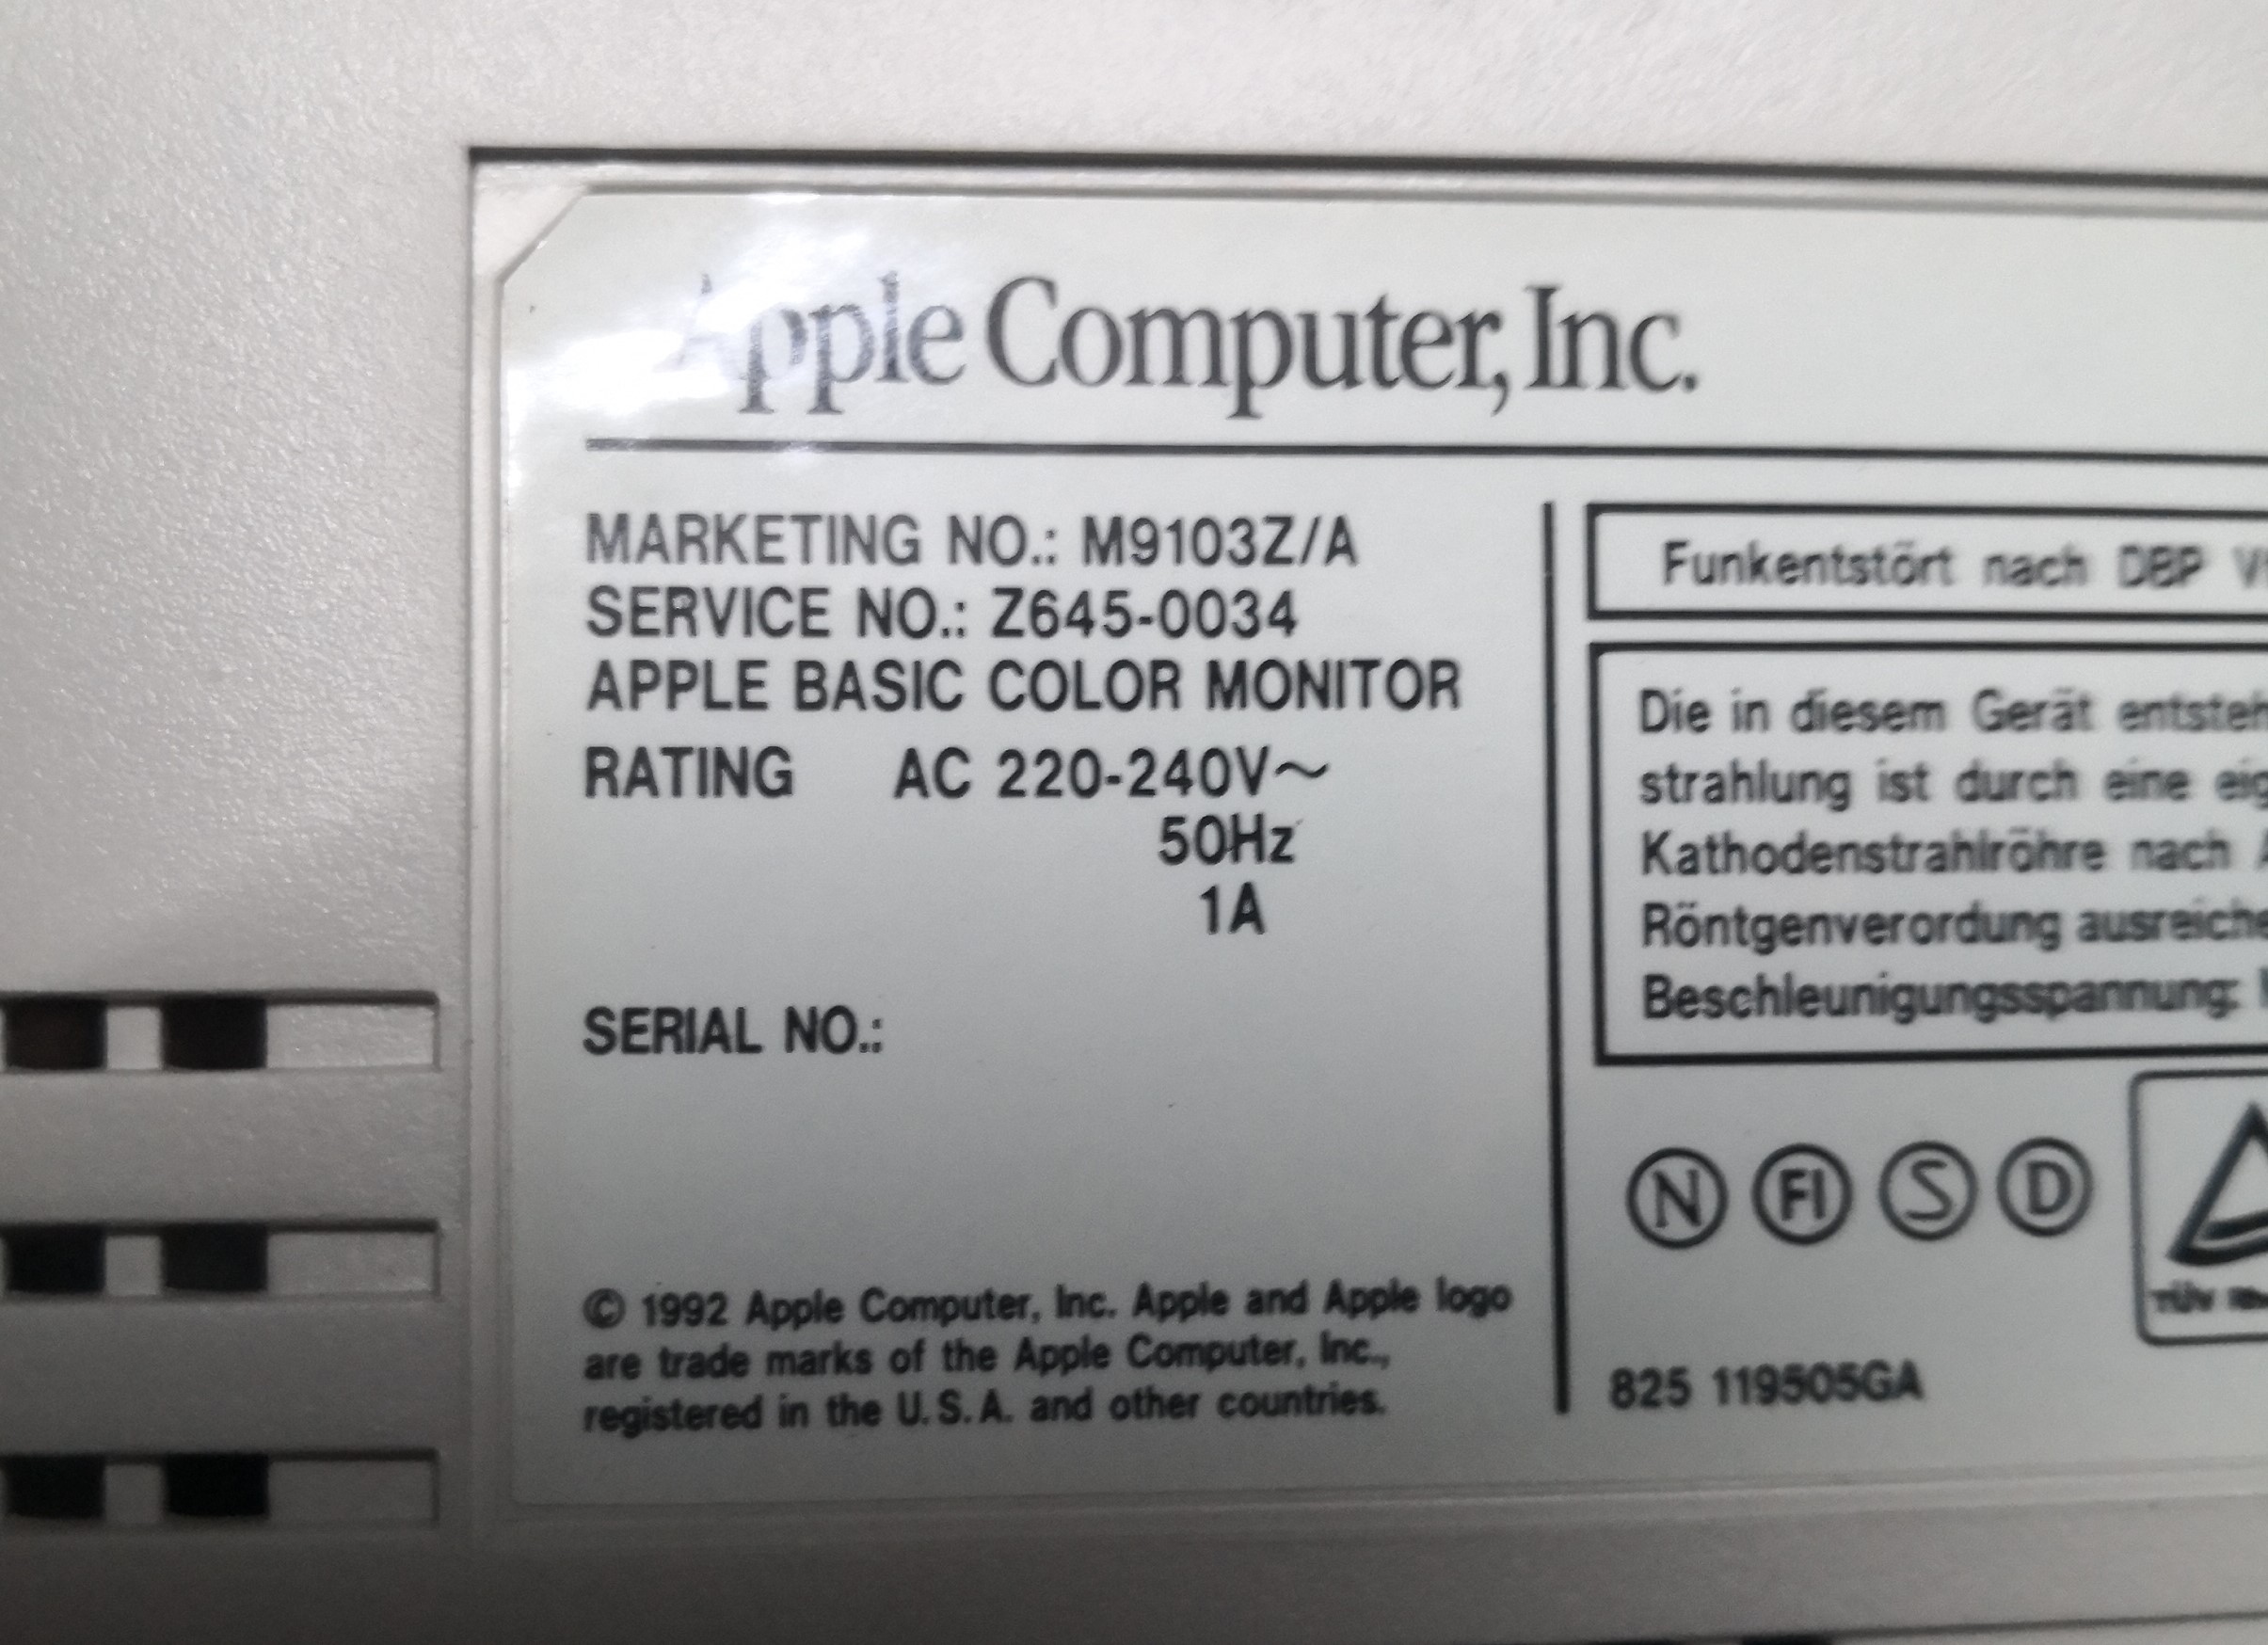 Apple Computer, Inc.
MARKETING NO.: M9103Z/A
SERVICE NO.: Z645-0034
APPLE BASIC COLOR MONITOR
RATING AC 220-240V~
50Hz
1A
SERIAL NO.:
© 1992 Apple Computer, Inc. Apple and Apple logo
are trade marks of the Apple Computer, Inc.,
registered in the U.S.A. and other countries.
Funkentstört nach DBP
Die in diesem Gerät
strahlung ist durch eine
Kathodenstrahlröhre nach
Röntgenverordung
Beschleunigungsspannung:
N FI S D
TÜV
825 119505GA